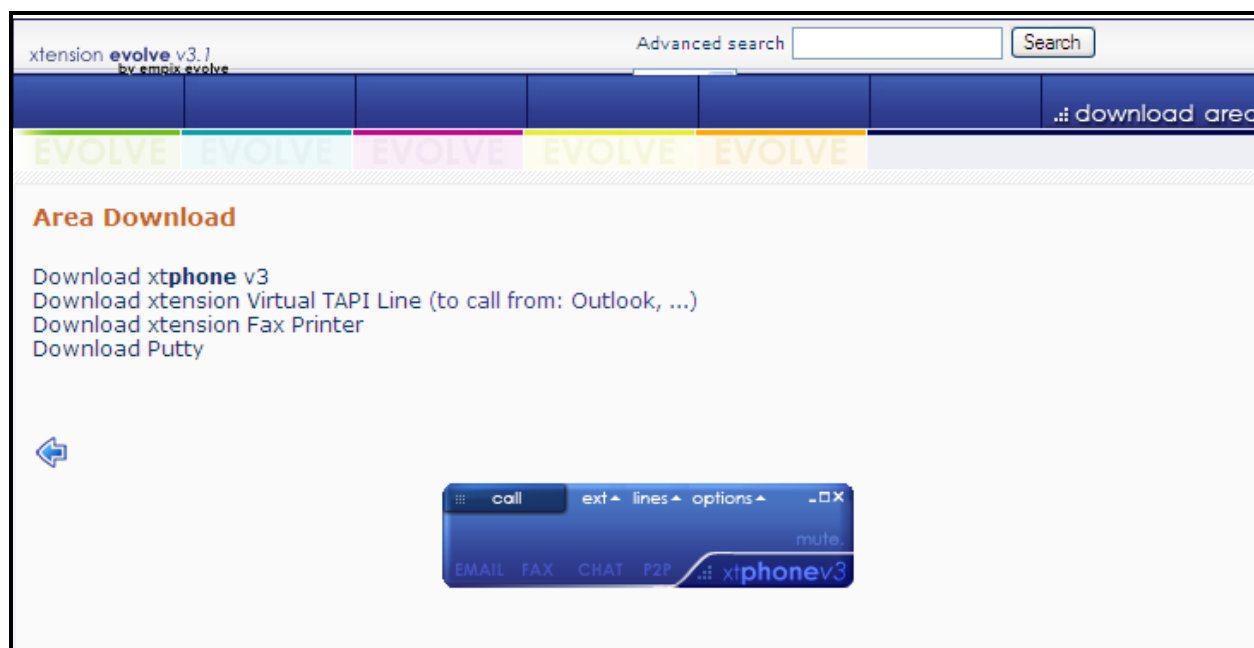 xtension evolve v3.1
by empix evolve
Advanced search
Search
.:: download area
EVOLVE EVOLVE EVOLVE EVOLVE EVOLVE
Area Download
Download xtphone v3
Download xtension Virtual TAPI Line (to call from: Outlook, ...)
Download xtension Fax Printer
Download Putty
call ext lines options
mute.
EMAIL FAX CHAT P2P .:: xtphonev3